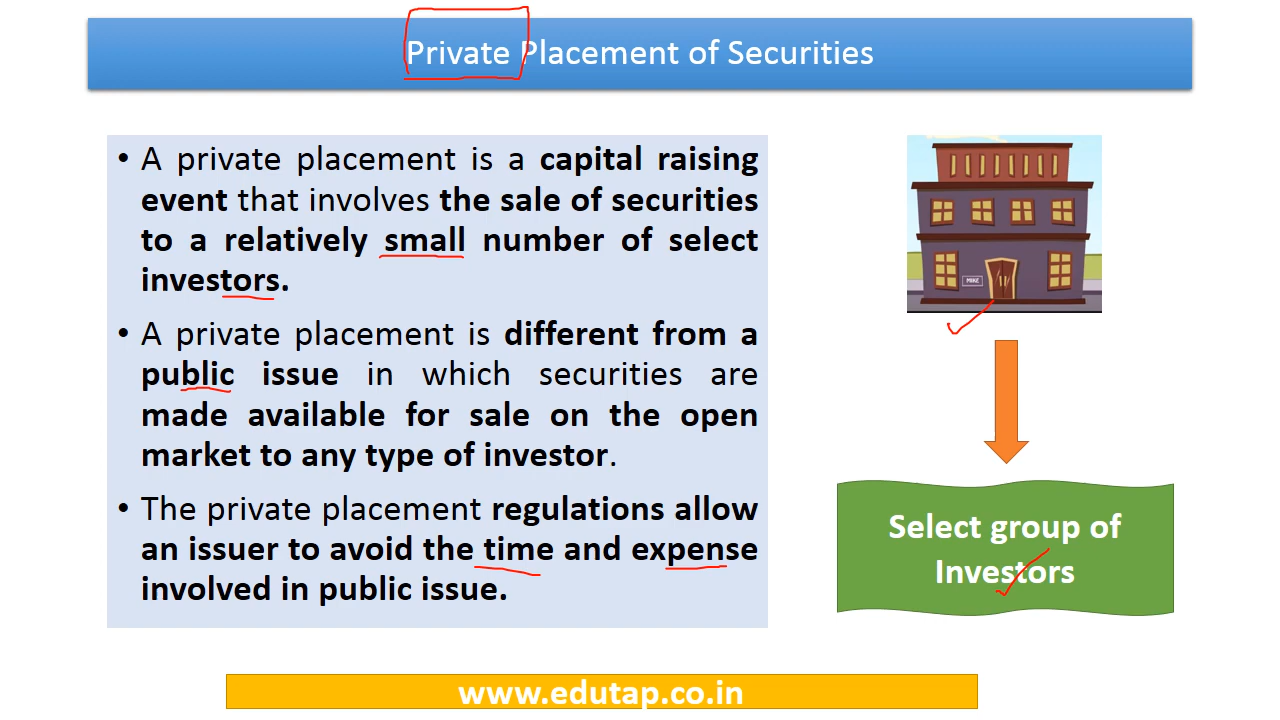 Private Placement of Securities
• A private placement is a capital raising
event that involves the sale of securities
to a relatively small number of select
investors.
• A private placement is different from a
public issue in which securities are
made available for sale on the open
market to any type of investor.
• The private placement regulations allow
an issuer to avoid the time and expense
involved in public issue.
MIKE
Select group of
Investors
www.edutap.co.in